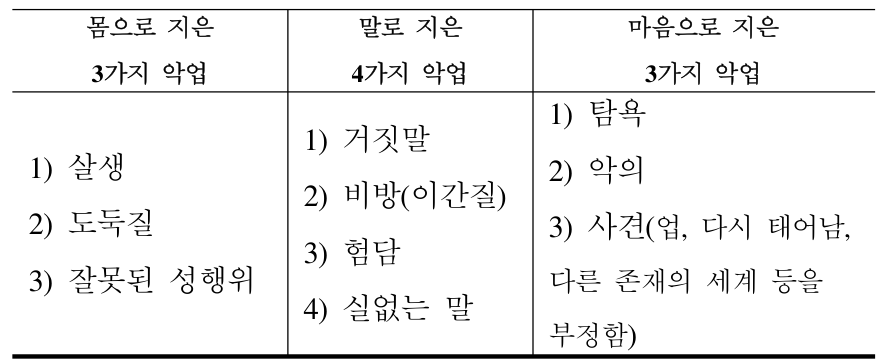 몸으로 지은
3가지 악업
말로 지은
4가지 악업
마음으로 지은
3가지 악업
1) 살생
2) 도둑질
3) 잘못된 성행위
1) 거짓말
2) 비방(이간질)
3) 험담
4) 실없는 말
1) 탐욕
2) 악의
3) 사견(업, 다시 태어남,
다른 존재의 세계 등을
부정함)